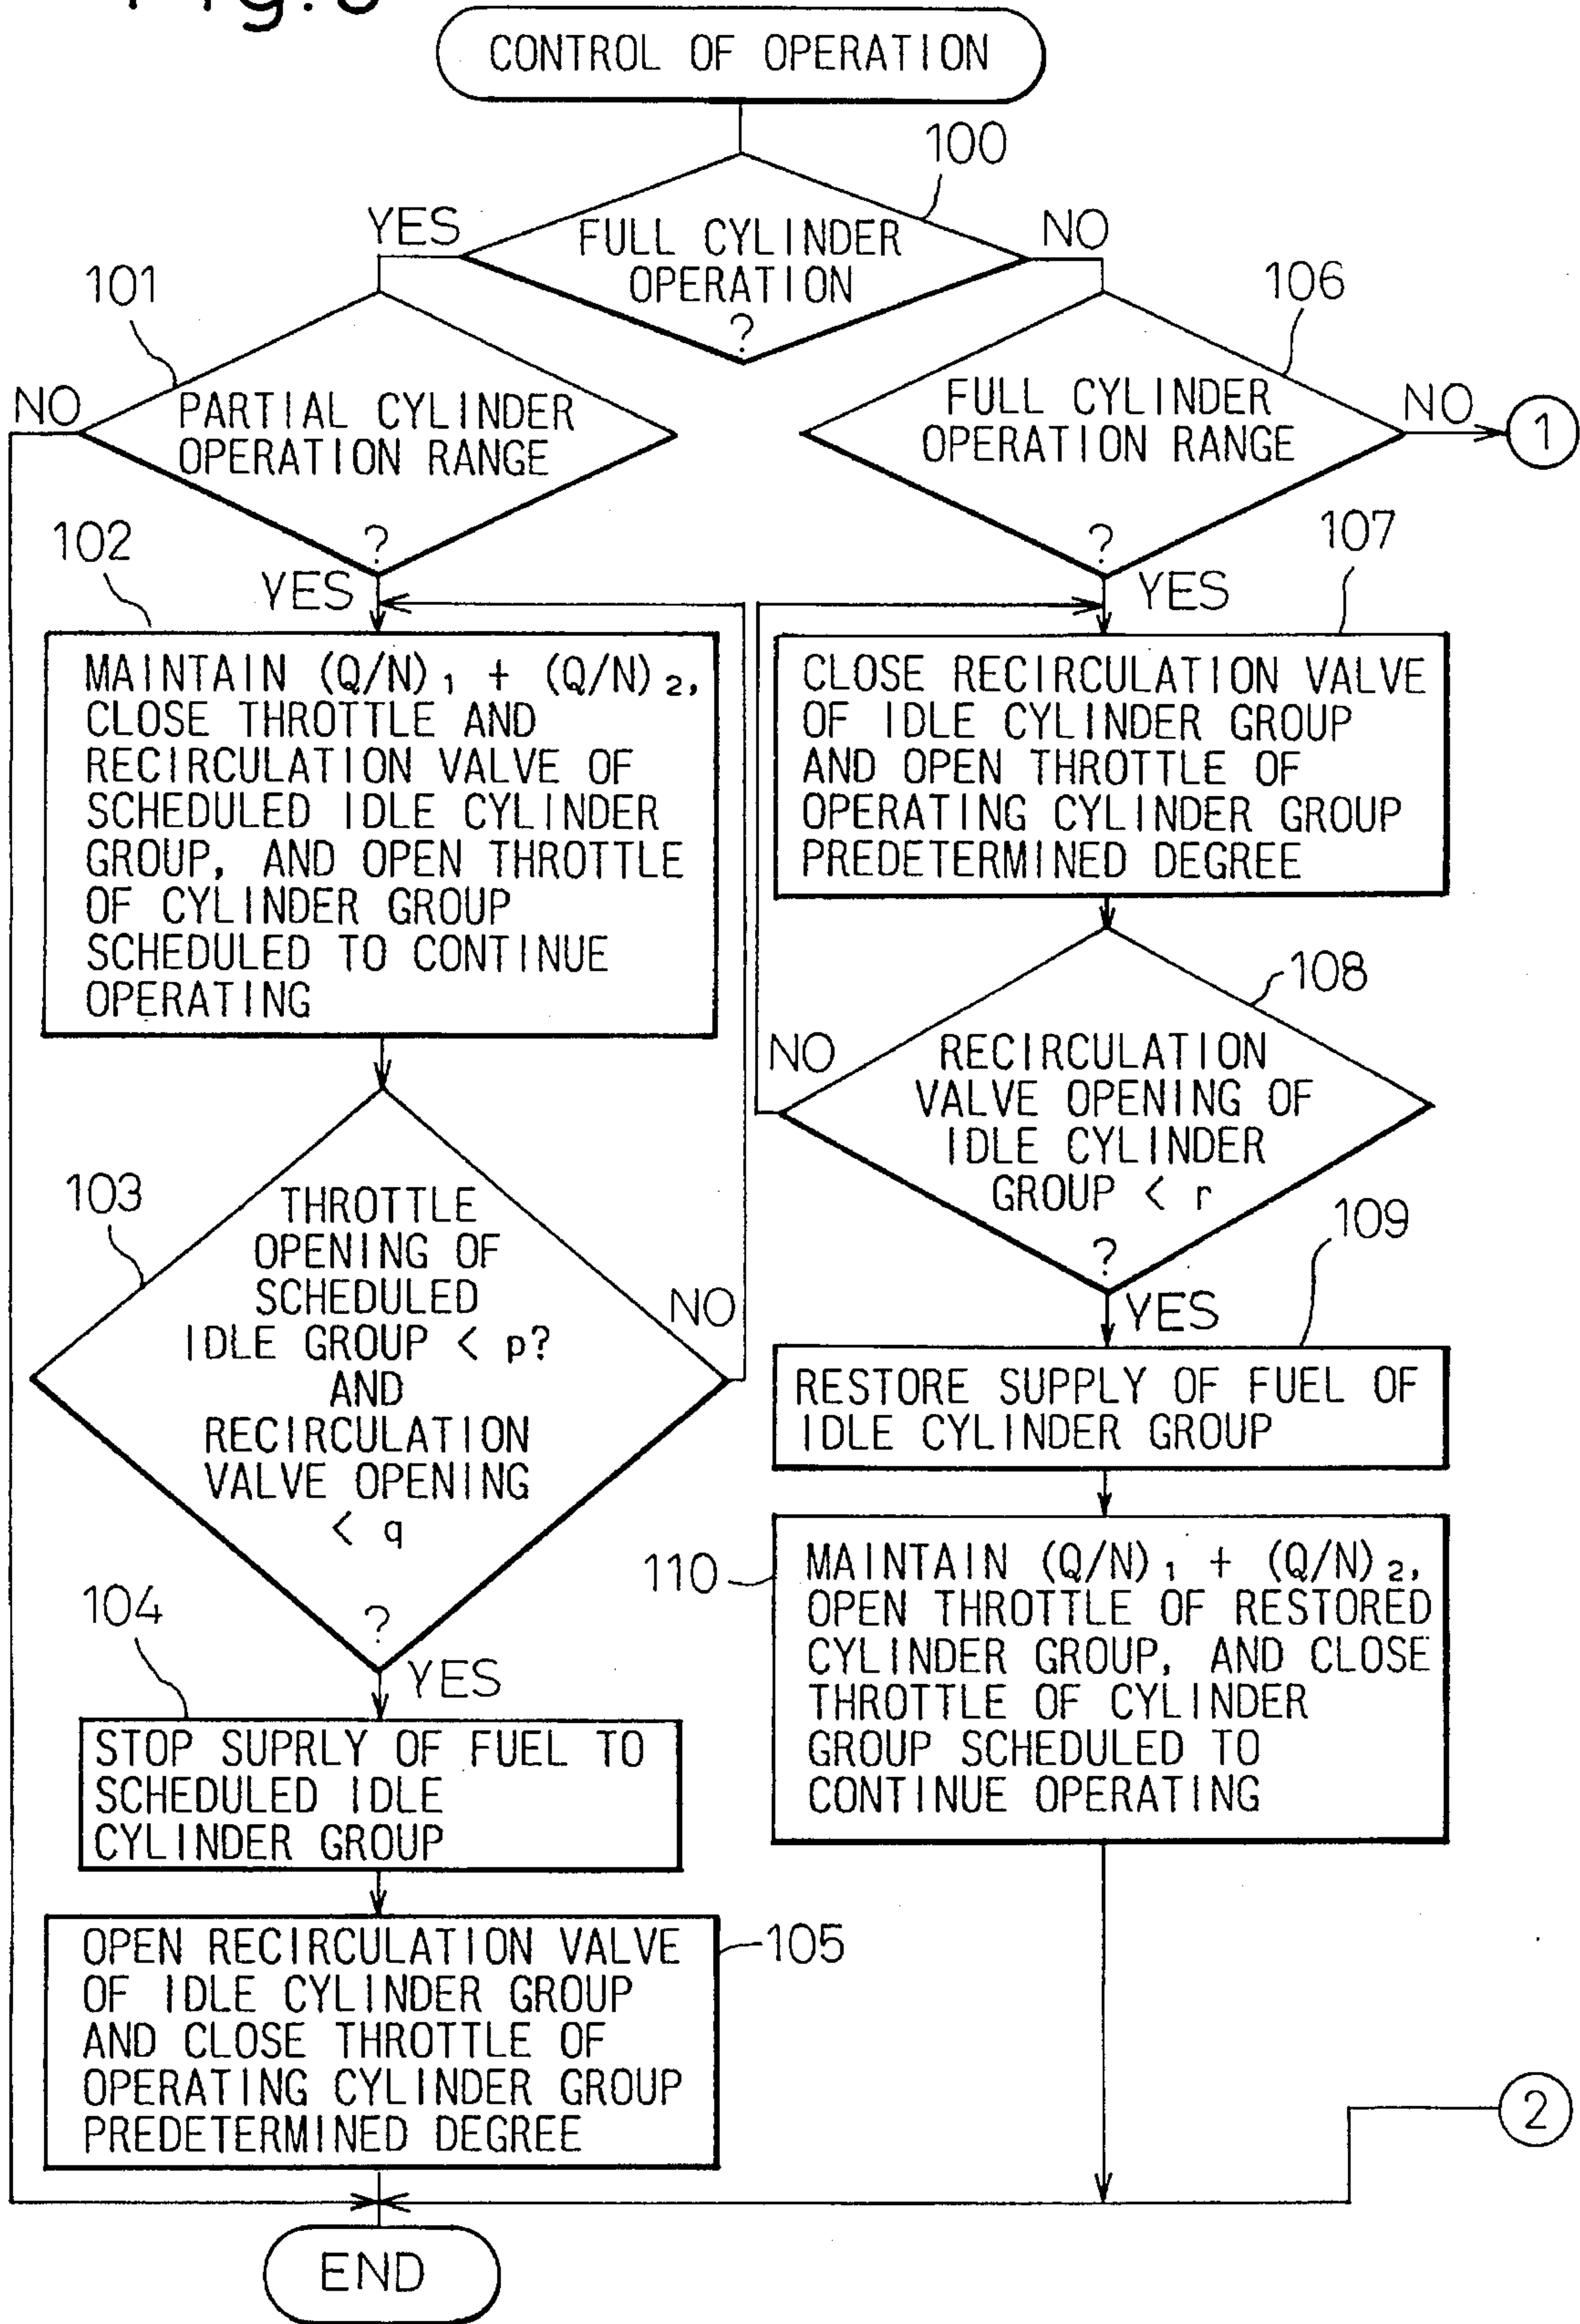 CONTROL OF OPERATION
100
YES
FULL CYLINDER
OPERATION
?
NO
101
106
NO
PARTIAL CYLINDER
OPERATION RANGE
?
FULL CYLINDER
OPERATION RANGE
?
NO
1
102
YES
107
YES
MAINTAIN (Q/N)₁ + (Q/N)₂,
CLOSE THROTTLE AND
RECIRCULATION VALVE OF
SCHEDULED IDLE CYLINDER
GROUP, AND OPEN THROTTLE
OF CYLINDER GROUP
SCHEDULED TO CONTINUE
OPERATING
CLOSE RECIRCULATION VALVE
OF IDLE CYLINDER GROUP
AND OPEN THROTTLE OF
OPERATING CYLINDER GROUP
PREDETERMINED DEGREE
108
NO
RECIRCULATION
VALVE OPENING OF
IDLE CYLINDER
GROUP < r
?
YES
103
THROTTLE
OPENING OF
SCHEDULED
IDLE GROUP < p?
AND
RECIRCULATION
VALVE OPENING
< q
?
NO
YES
109
RESTORE SUPPLY OF FUEL OF
IDLE CYLINDER GROUP
110
MAINTAIN (Q/N)₁ + (Q/N)₂,
OPEN THROTTLE OF RESTORED
CYLINDER GROUP, AND CLOSE
THROTTLE OF CYLINDER
GROUP SCHEDULED TO
CONTINUE OPERATING
104
STOP SUPRLY OF FUEL TO
SCHEDULED IDLE
CYLINDER GROUP
105
OPEN RECIRCULATION VALVE
OF IDLE CYLINDER GROUP
AND CLOSE THROTTLE OF
OPERATING CYLINDER GROUP
PREDETERMINED DEGREE
2
END